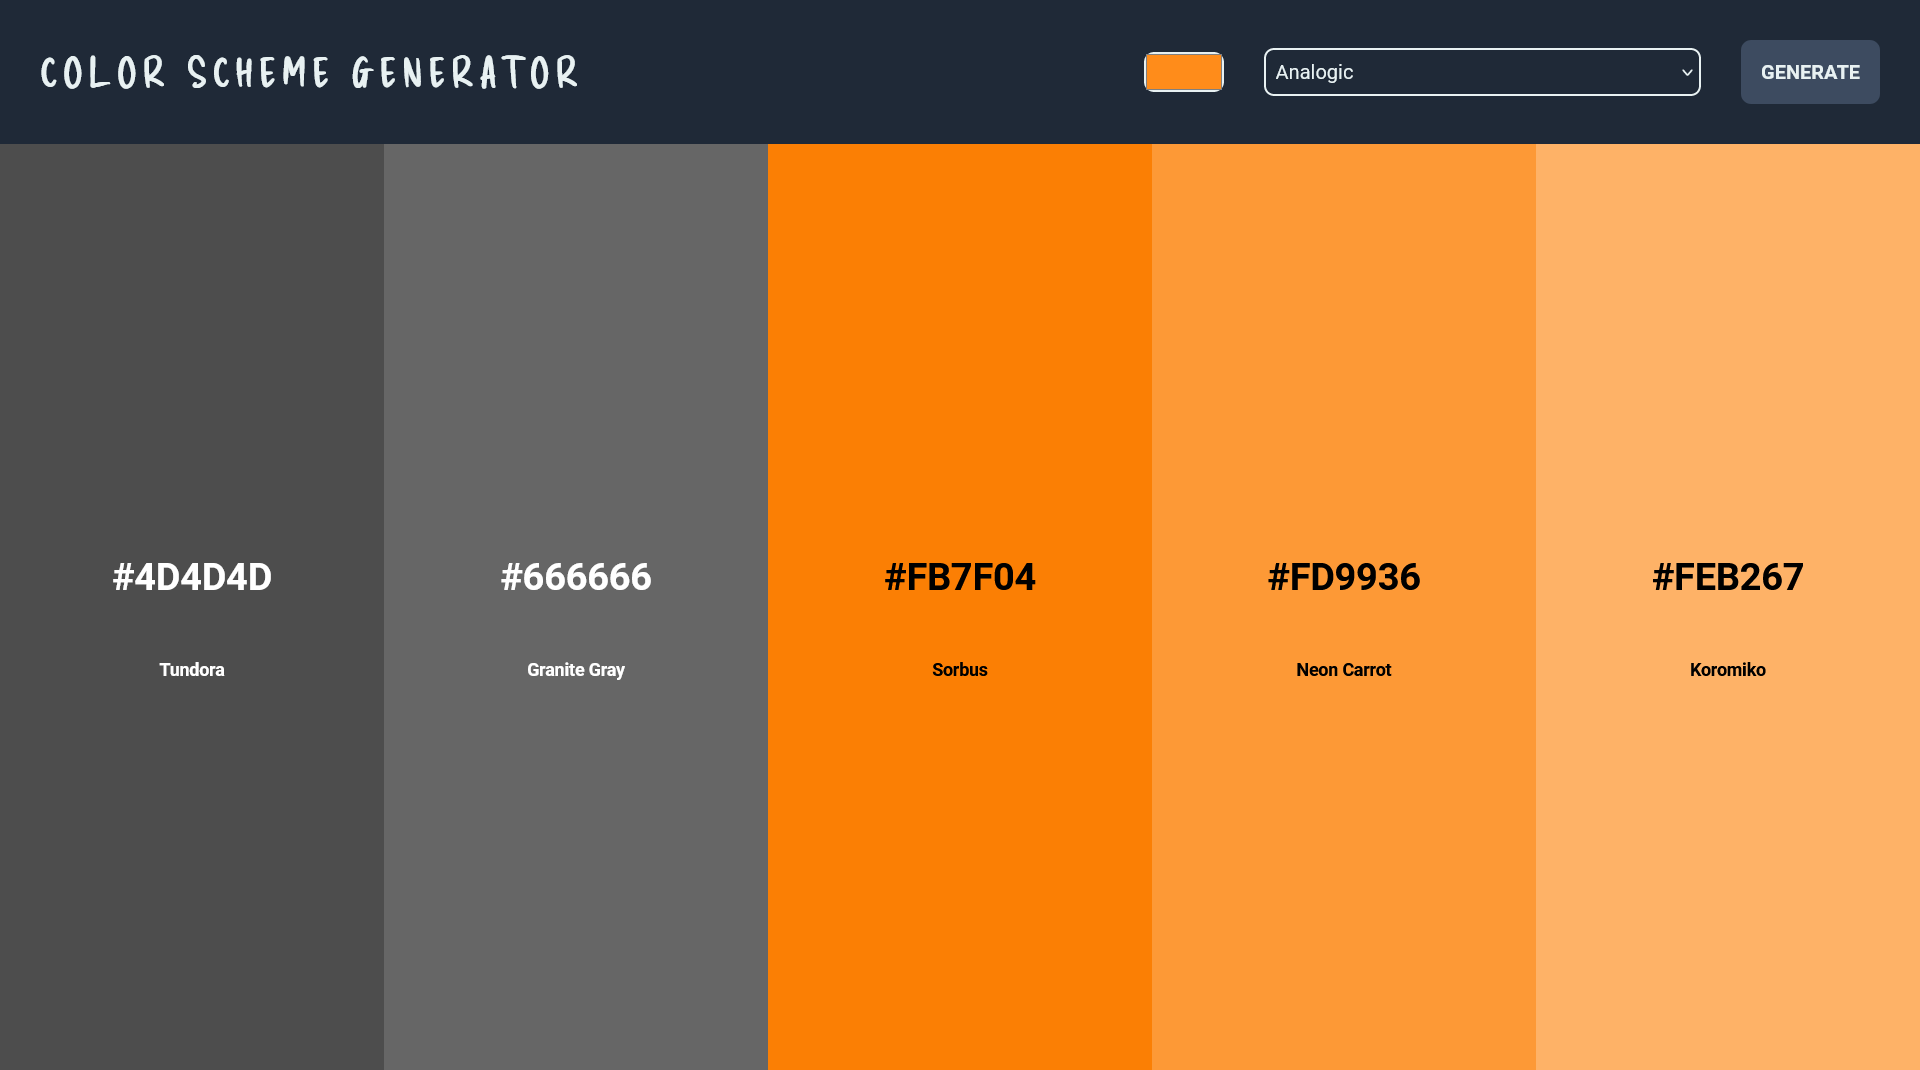 COLOR SCHEME GENERATOR
Analogic
GENERATE
#4D4D4D
#666666
#FB7F04
#FD9936
#FEB267
Tundora
Granite Gray
Sorbus
Neon Carrot
Koromiko